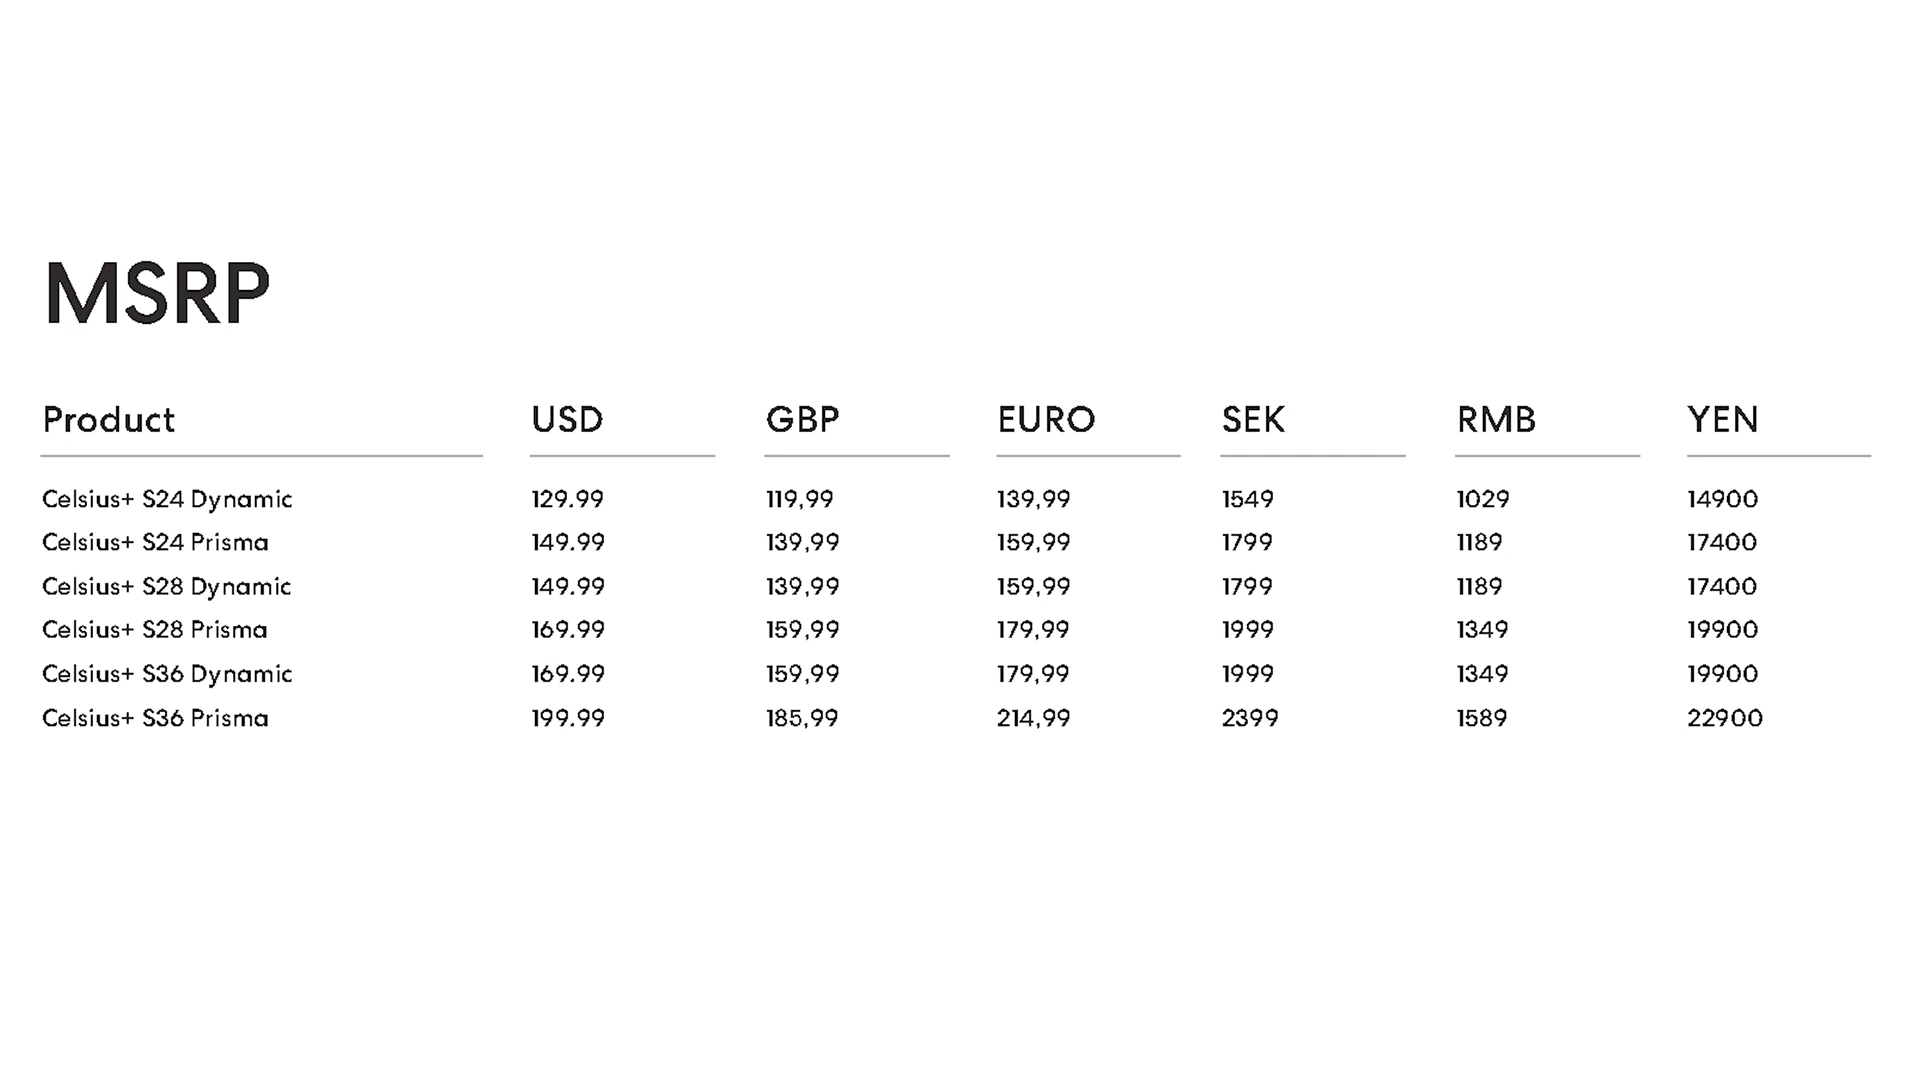 MSRP
Product USD GBP EURO SEK RMB YEN
Celsius+ S24 Dynamic 129.99 119,99 139,99 1549 1029 14900
Celsius+ S24 Prisma 149.99 139,99 159,99 1799 1189 17400
Celsius+ S28 Dynamic 149.99 139,99 159,99 1799 1189 17400
Celsius+ S28 Prisma 169.99 159,99 179,99 1999 1349 19900
Celsius+ S36 Dynamic 169.99 159,99 179,99 1999 1349 19900
Celsius+ S36 Prisma 199.99 185,99 214,99 2399 1589 22900